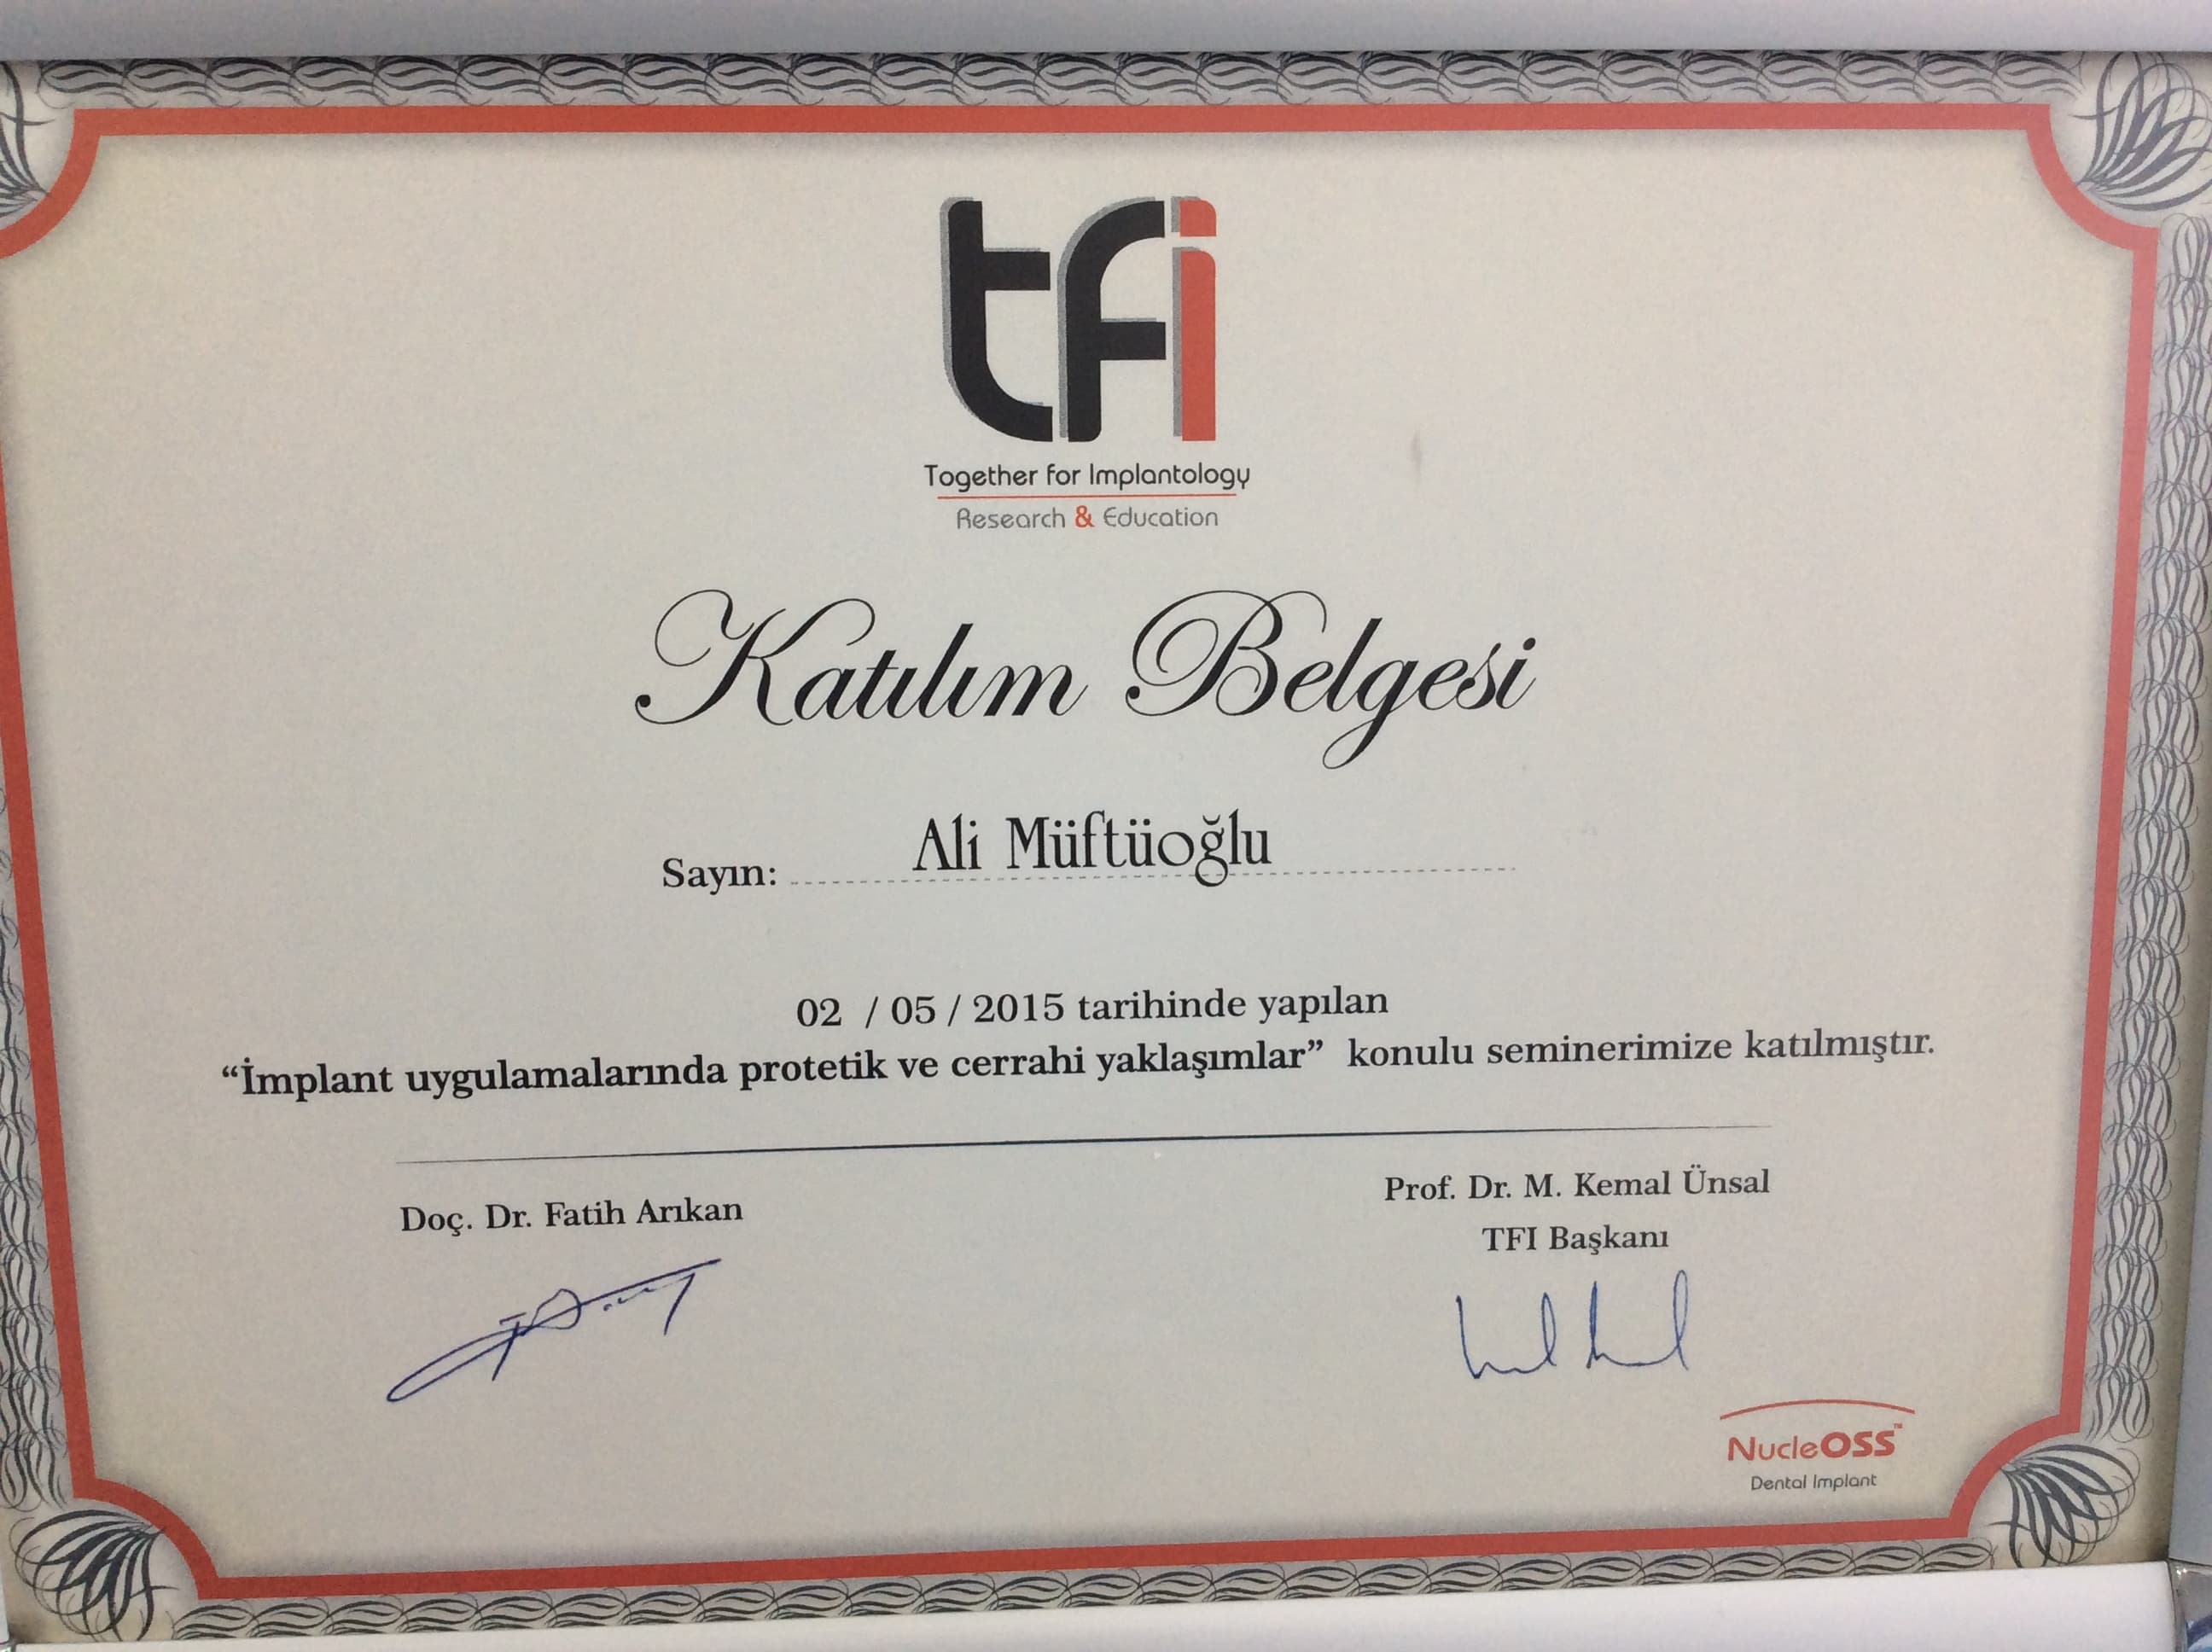 tfi
Together for Implantology
Research & Education
Katılım Belgesi
Sayın: Ali Müftüoğlu
02 / 05 / 2015 tarihinde yapılan
“İmplant uygulamalarında protetik ve cerrahi yaklaşımlar” konulu seminerimize katılmıştır.
Doç. Dr. Fatih Arıkan
Prof. Dr. M. Kemal Ünsal
TFI Başkanı
NucleOSS™
Dental Implant